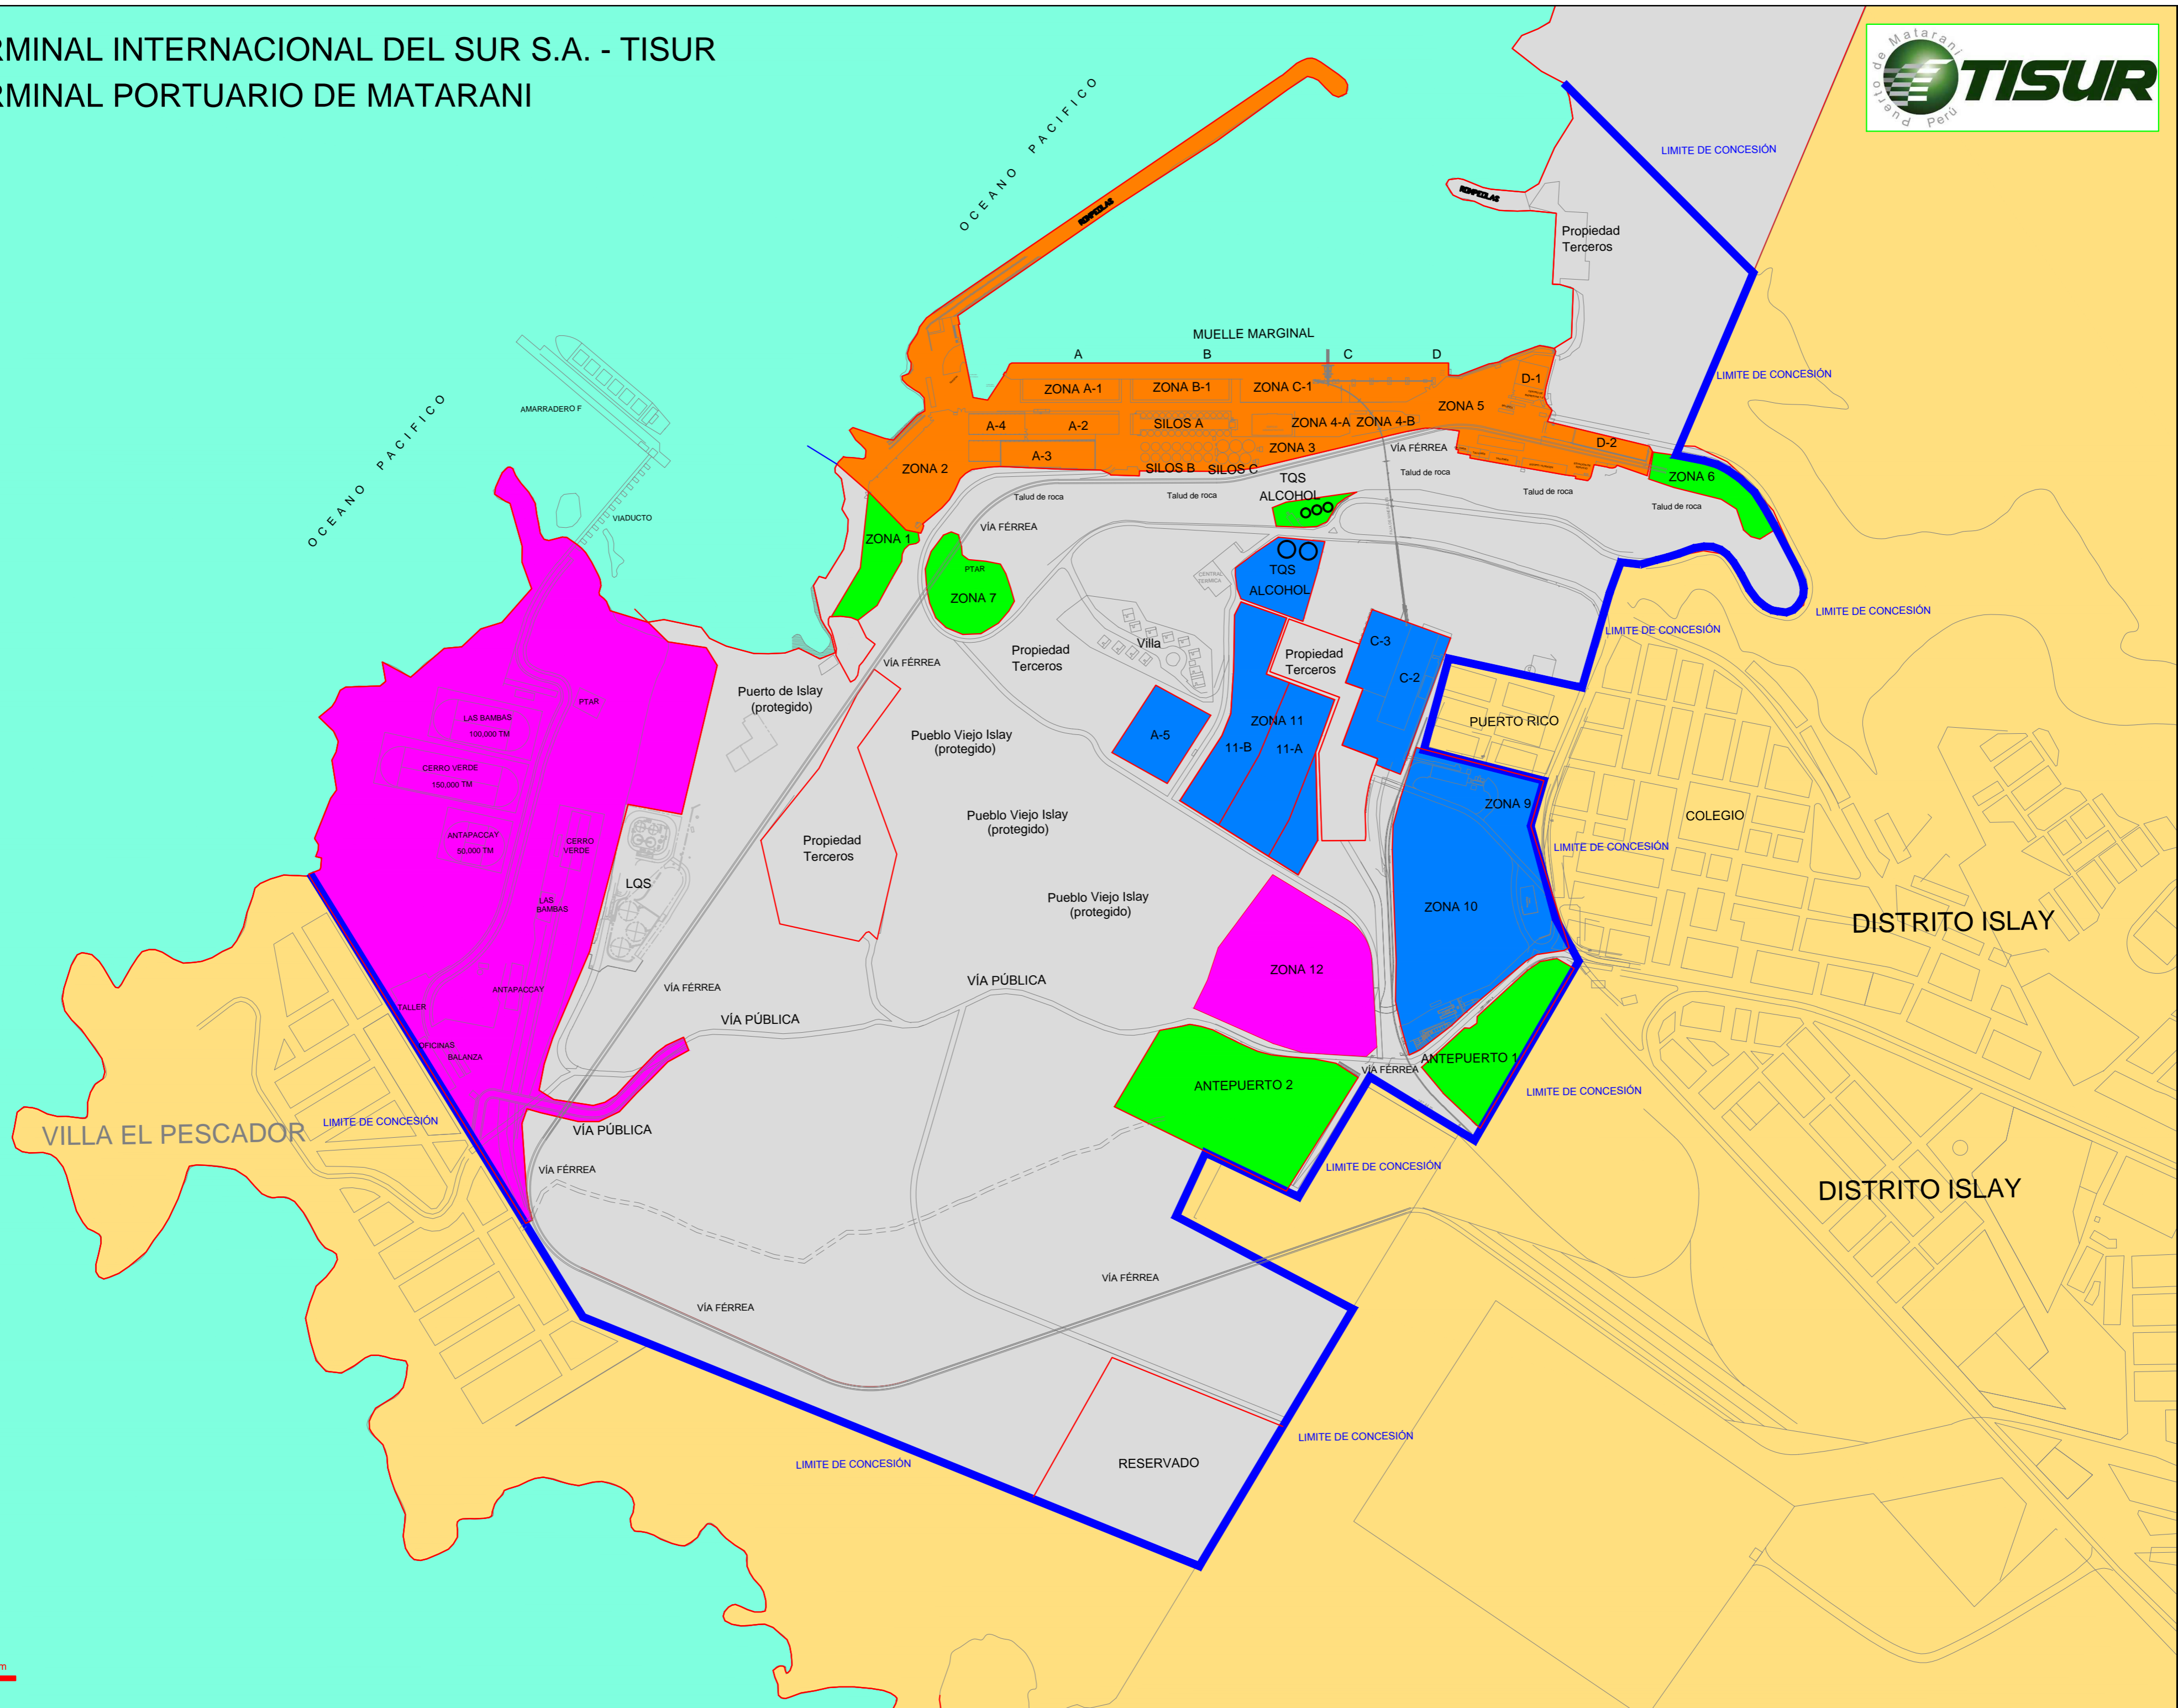 RMINAL INTERNACIONAL DEL SUR S.A. - TISUR
RMINAL PORTUARIO DE MATARANI
Puerto de Matarani
Perú
TISUR
OCEANO PACIFICO
ROMPEOLAS
LIMITE DE CONCESIÓN
ROMPEOLAS
Propiedad
Terceros
MUELLE MARGINAL
A
B
C
D
LIMITE DE CONCESIÓN
ZONA A-1
ZONA B-1
ZONA C-1
D-1
OCEANO PACIFICO
AMARRADERO F
A-4
A-2
SILOS A
ZONA 4-A
ZONA 4-B
ZONA 5
ZONA 2
A-3
ZONA 3
VÍA FÉRREA
D-2
SILOS B
SILOS C
TQS
ALCOHOL
Talud de roca
Talud de roca
Talud de roca
Talud de roca
ZONA 6
Talud de roca
VIADUCTO
ZONA 1
VÍA FÉRREA
PTAR
ZONA 7
CENTRAL
TERMICA
TQS
ALCOHOL
LIMITE DE CONCESIÓN
LIMITE DE CONCESIÓN
Propiedad
Terceros
Villa
Propiedad
Terceros
C-3
C-2
VÍA FÉRREA
Puerto de Islay
(protegido)
PTAR
LAS BAMBAS
100,000 TM
CERRO VERDE
150,000 TM
ANTAPACCAY
50,000 TM
CERRO
VERDE
Pueblo Viejo Islay
(protegido)
A-5
ZONA 11
11-B
11-A
PUERTO RICO
ZONA 9
COLEGIO
Pueblo Viejo Islay
(protegido)
Propiedad
Terceros
LIMITE DE CONCESIÓN
LQS
LAS
BAMBAS
Pueblo Viejo Islay
(protegido)
ZONA 10
DISTRITO ISLAY
ZONA 12
VÍA PÚBLICA
VÍA FÉRREA
ANTAPACCAY
TALLER
VÍA PÚBLICA
OFICINAS
BALANZA
ANTEPUERTO 1
VÍA FÉRREA
ANTEPUERTO 2
LIMITE DE CONCESIÓN
VILLA EL PESCADOR
LIMITE DE CONCESIÓN
VÍA PÚBLICA
VÍA FÉRREA
LIMITE DE CONCESIÓN
DISTRITO ISLAY
VÍA FÉRREA
VÍA FÉRREA
LIMITE DE CONCESIÓN
LIMITE DE CONCESIÓN
RESERVADO
m